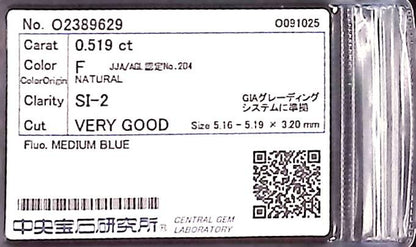 No. O2389629 O091025
Carat 0.519 ct
Color F JJA/AGL 認定No.204
ColorOrigin NATURAL
Clarity SI-2 GIAグレーディング
システムに準拠
Cut VERY GOOD Size 5.16 - 5.19 × 3.20 mm
Fluo. MEDIUM BLUE
中央宝石研究所® CENTRAL GEM
LABORATORY